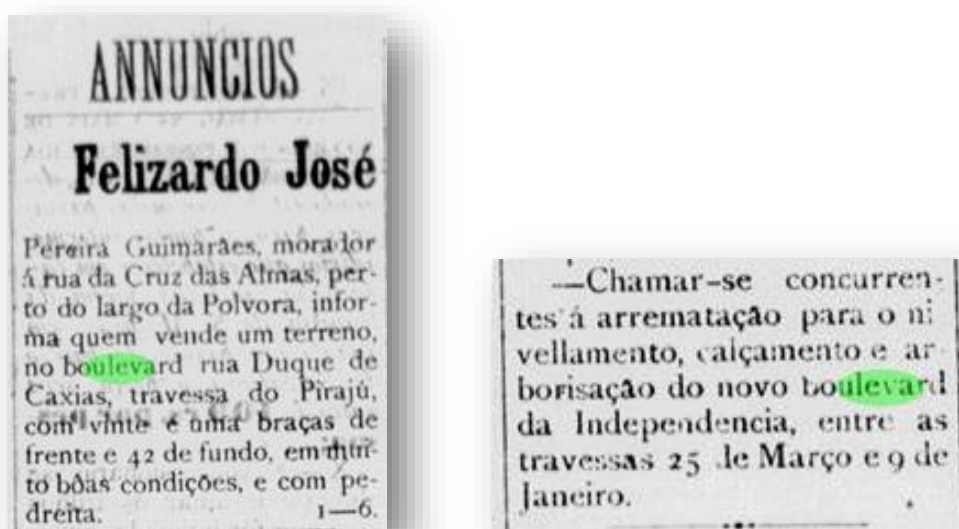 ANNUNCIOS
Felizardo José
Pereira Guimarães, morador
á rua da Cruz das Almas, per-
to do largo da Polvora, infor-
ma quem vende um terreno,
no boulevard rua Duque de
Caxias, travessa do Pirajú,
com vinte e uma braças de
frente e 42 de fundo, em mui-
to bôas condições, e com pe-
dreita. 1—6.
—Chamar-se concurren-
tes á arrematação para o ni
vellamento, calçamento e ar
borisação do novo boulevard
da Independencia, entre as
travessas 25 de Março e 9 de
Janeiro.